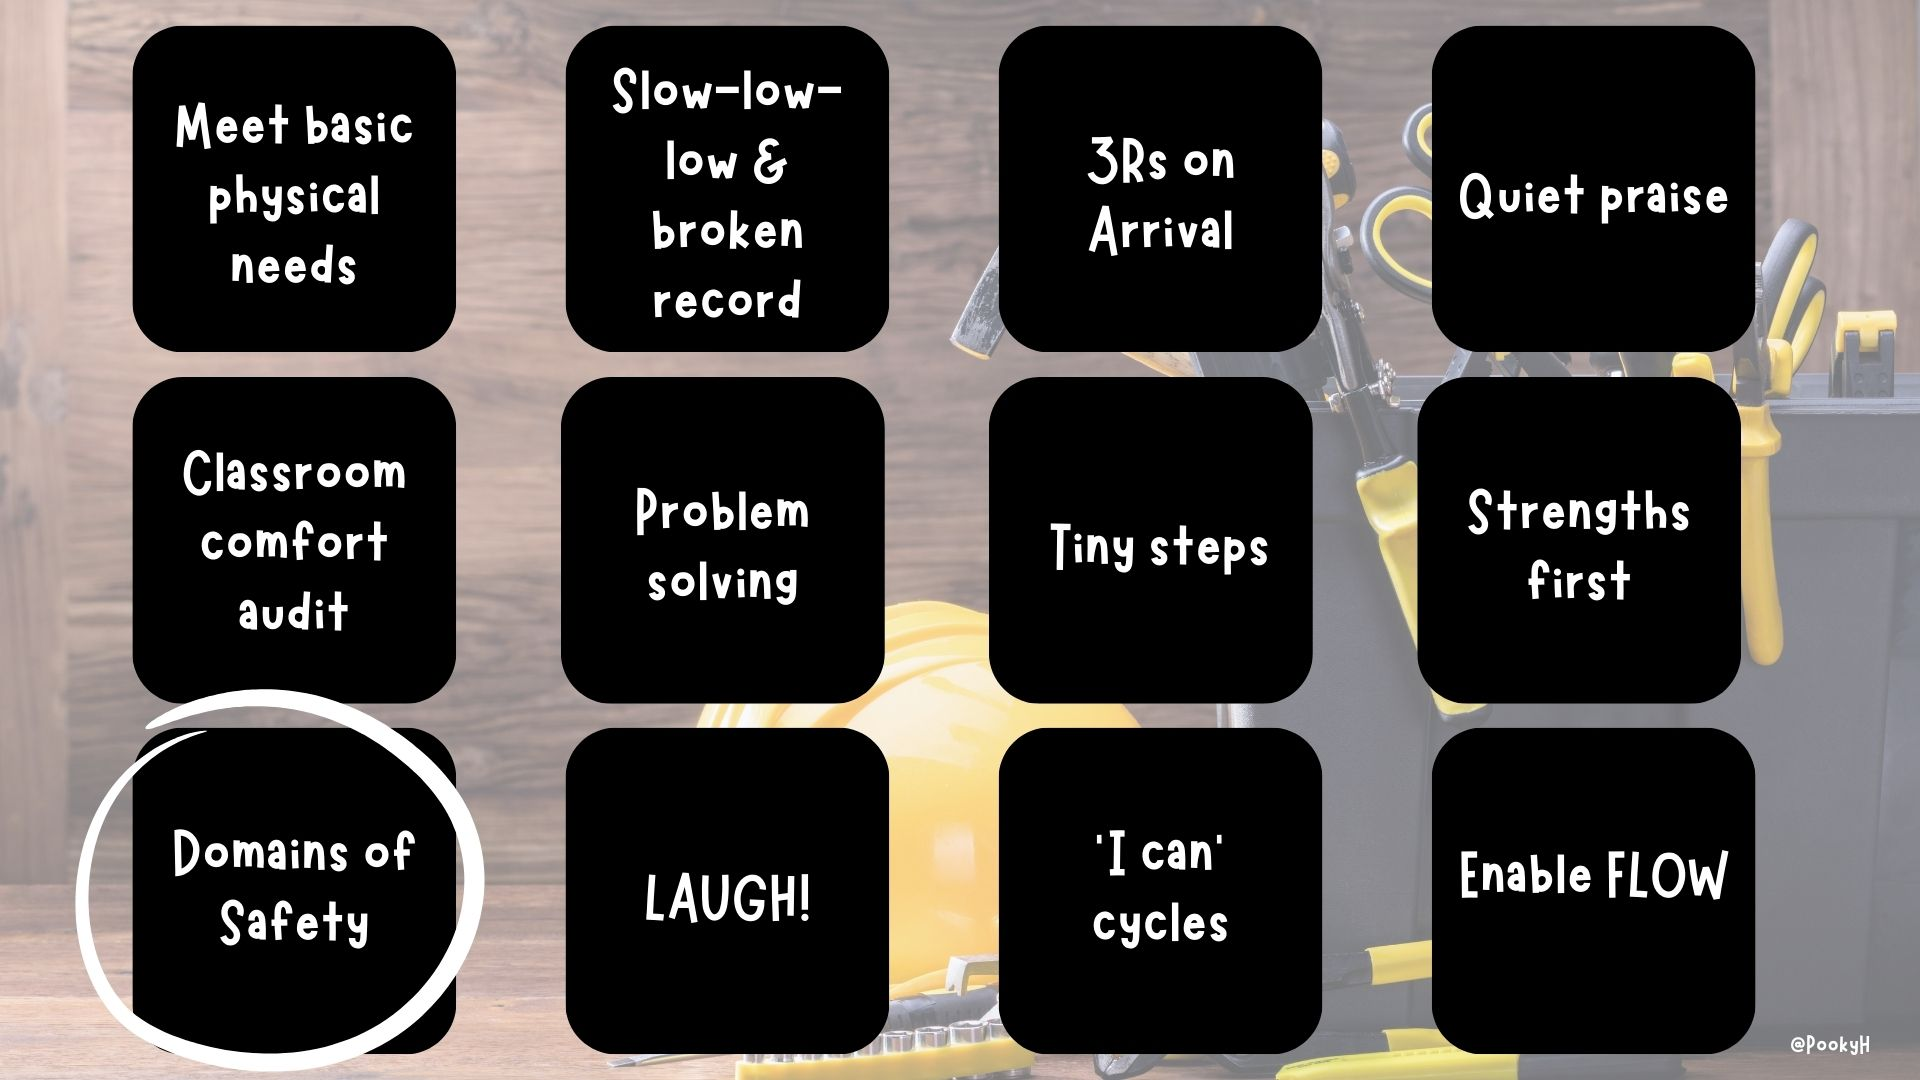 Meet basic
physical
needs
Slow-low-
low &
broken
record
3Rs on
Arrival
Quiet praise
Classroom
comfort
audit
Problem
solving
Tiny steps
Strengths
first
Domains of
Safety
LAUGH!
'I can'
cycles
Enable FLOW
@PookyH